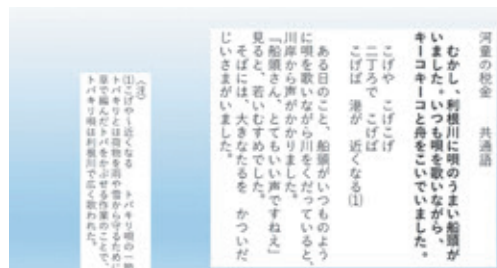 河童の税金　　共通語
むかし、利根川に唄のうまい船頭が
いました。いつも唄を歌いながら、
キーコキーコと舟をこいでいました。
こげや　こげこげ
二丁ろで　こげば
こげば　港が　近くなる(1)
ある日のこと、船頭がいつものよう
に唄を歌いながら川をくだっていると、
川岸から声がかかりました。
「船頭さん、とてもいい声ですねえ」
見ると、若いむすめでした。
そばには、大きなたるを　かついだ
じいさまがいました。
(注)
(1)こげや～近くなる　　トパキリ唄の一節
トパキリとは荷物を雨や雪から守るために
草で編んだトバをかぶせる作業のことで、
トパキリ唄は利根川で広く歌われた。